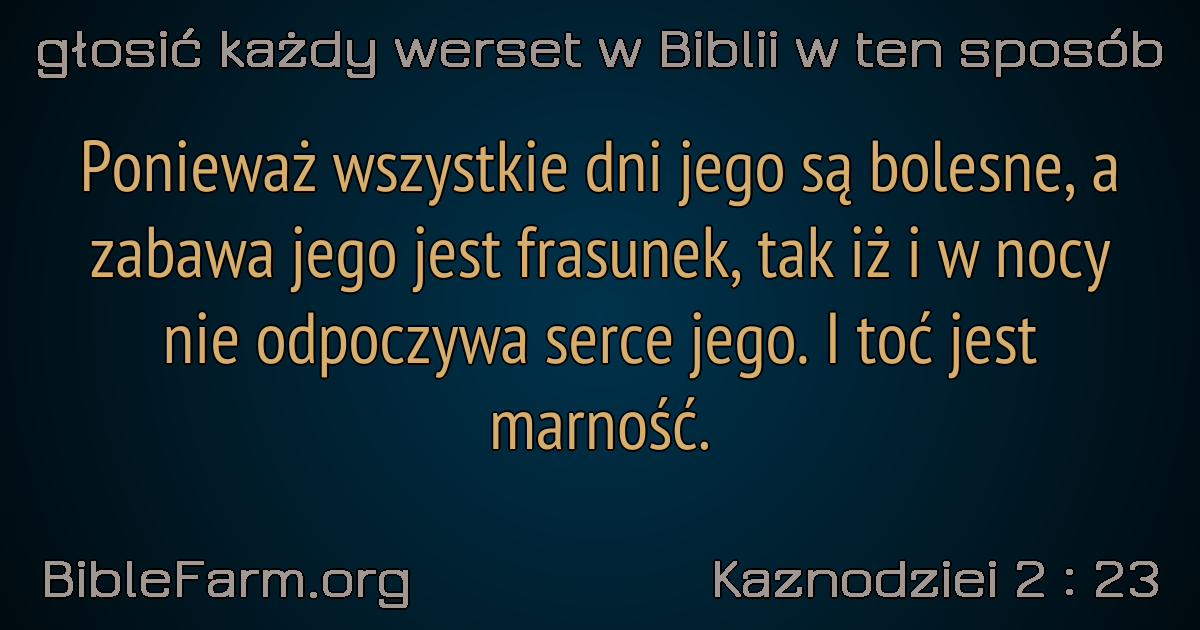 głosić każdy werset w Biblii w ten sposób
Ponieważ wszystkie dni jego są bolesne, a
zabawa jego jest frasunek, tak iż i w nocy
nie odpoczywa serce jego. I toć jest
marność.
BibleFarm.org
Kaznodziei 2 : 23